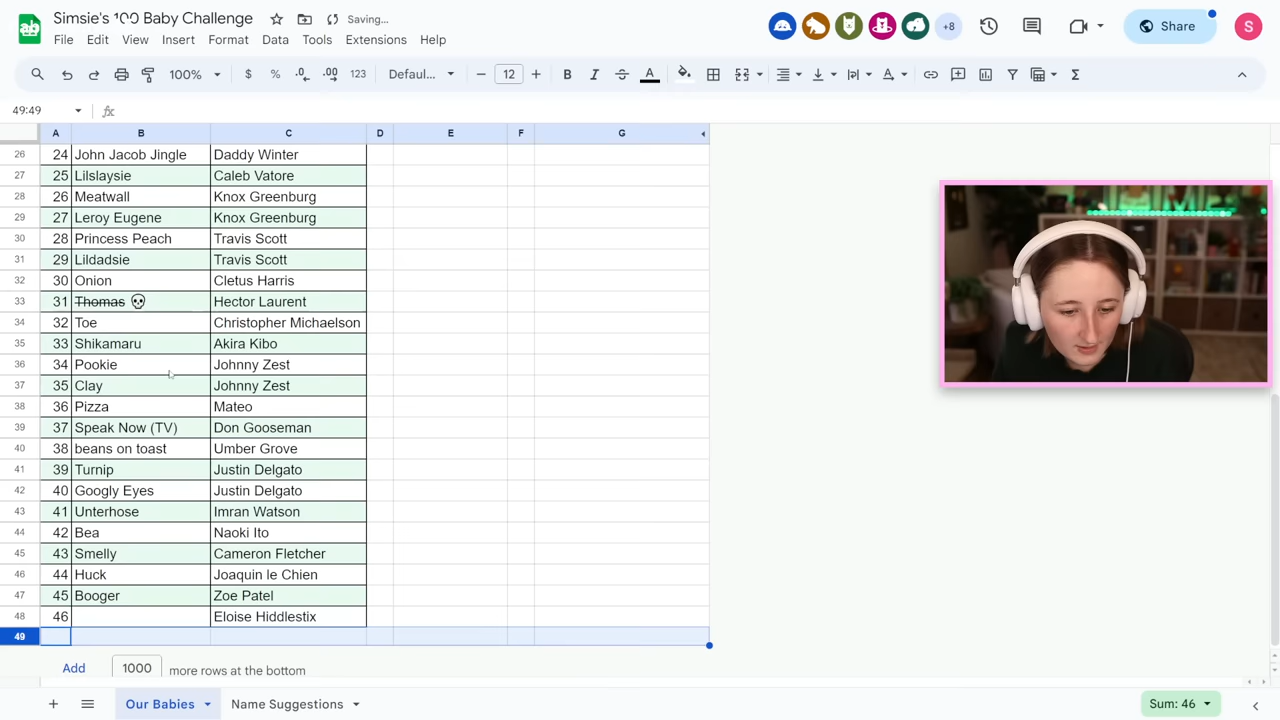 Simsie's 100 Baby Challenge
Saving...
File Edit View Insert Format Data Tools Extensions Help
+8
Share
S
100%
$ % .0 .00 123
Defaul...
12
B I A
49:49
fx
A B C D E F G
26 24 John Jacob Jingle Daddy Winter
27 25 Lilslaysie Caleb Vatore
28 26 Meatwall Knox Greenburg
29 27 Leroy Eugene Knox Greenburg
30 28 Princess Peach Travis Scott
31 29 Lildadsie Travis Scott
32 30 Onion Cletus Harris
33 31 Thomas 💀 Hector Laurent
34 32 Toe Christopher Michaelson
35 33 Shikamaru Akira Kibo
36 34 Pookie Johnny Zest
37 35 Clay Johnny Zest
38 36 Pizza Mateo
39 37 Speak Now (TV) Don Gooseman
40 38 beans on toast Umber Grove
41 39 Turnip Justin Delgato
42 40 Googly Eyes Justin Delgato
43 41 Unterhose Imran Watson
44 42 Bea Naoki Ito
45 43 Smelly Cameron Fletcher
46 44 Huck Joaquin le Chien
47 45 Booger Zoe Patel
48 46 Eloise Hiddlestix
49
Add 1000 more rows at the bottom
Our Babies
Name Suggestions
Sum: 46